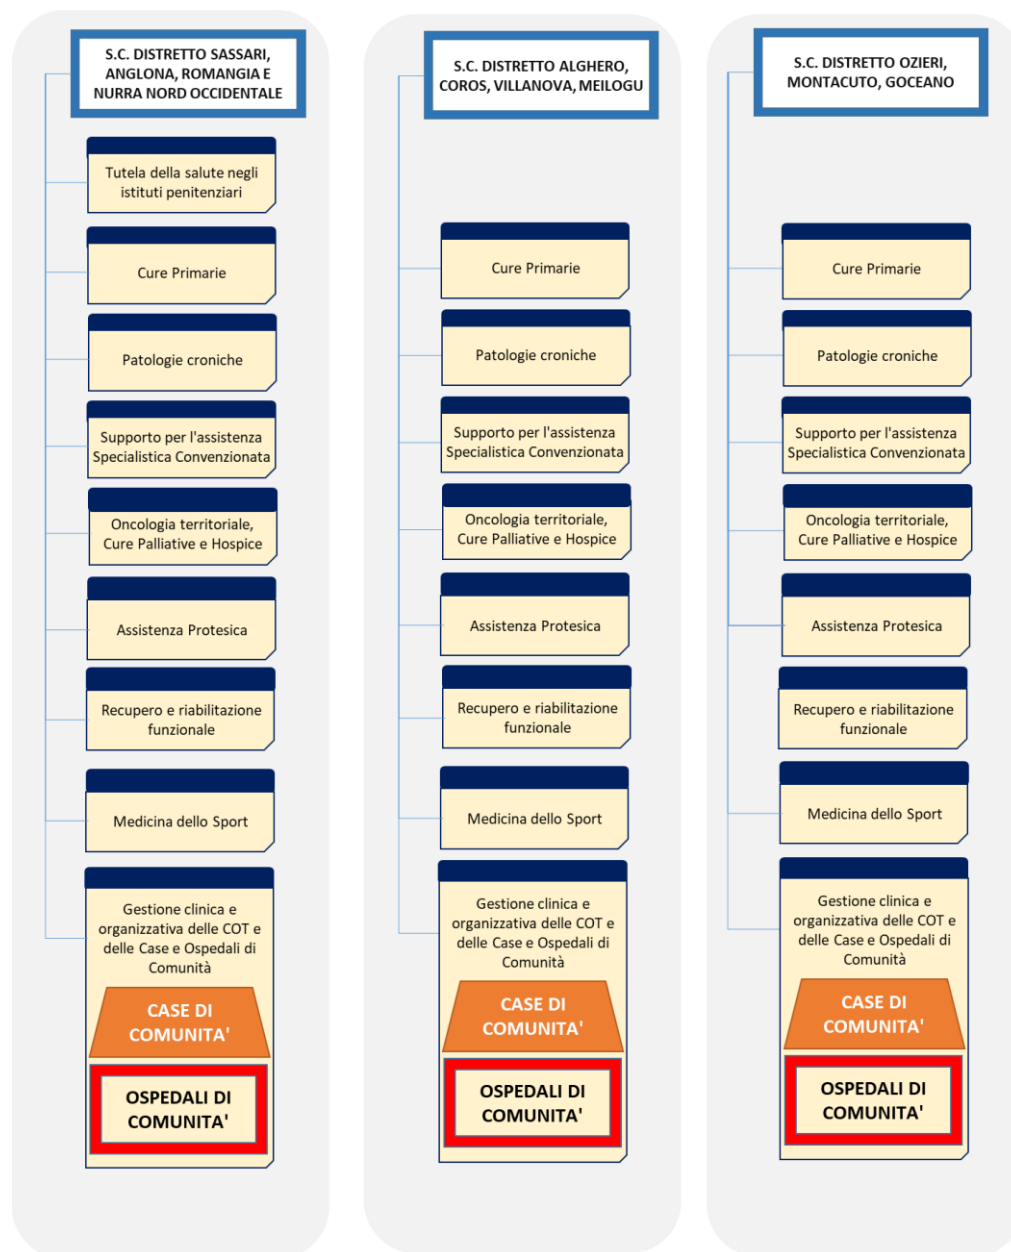 S.C. DISTRETTO SASSARI,
ANGLONA, ROMANGIA E
NURRA NORD OCCIDENTALE
Tutela della salute negli
istituti penitenziari
Cure Primarie
Patologie croniche
Supporto per l'assistenza
Specialistica Convenzionata
Oncologia territoriale,
Cure Palliative e Hospice
Assistenza Protesica
Recupero e riabilitazione
funzionale
Medicina dello Sport
Gestione clinica e
organizzativa delle COT e
delle Case e Ospedali di
Comunità
CASE DI
COMUNITA'
OSPEDALI DI
COMUNITA'
S.C. DISTRETTO ALGHERO,
COROS, VILLANOVA, MEILOGU
Cure Primarie
Patologie croniche
Supporto per l'assistenza
Specialistica Convenzionata
Oncologia territoriale,
Cure Palliative e Hospice
Assistenza Protesica
Recupero e riabilitazione
funzionale
Medicina dello Sport
Gestione clinica e
organizzativa delle COT e
delle Case e Ospedali di
Comunità
CASE DI
COMUNITA'
OSPEDALI DI
COMUNITA'
S.C. DISTRETTO OZIERI,
MONTACUTO, GOCEANO
Cure Primarie
Patologie croniche
Supporto per l'assistenza
Specialistica Convenzionata
Oncologia territoriale,
Cure Palliative e Hospice
Assistenza Protesica
Recupero e riabilitazione
funzionale
Medicina dello Sport
Gestione clinica e
organizzativa delle COT e
delle Case e Ospedali di
Comunità
CASE DI
COMUNITA'
OSPEDALI DI
COMUNITA'